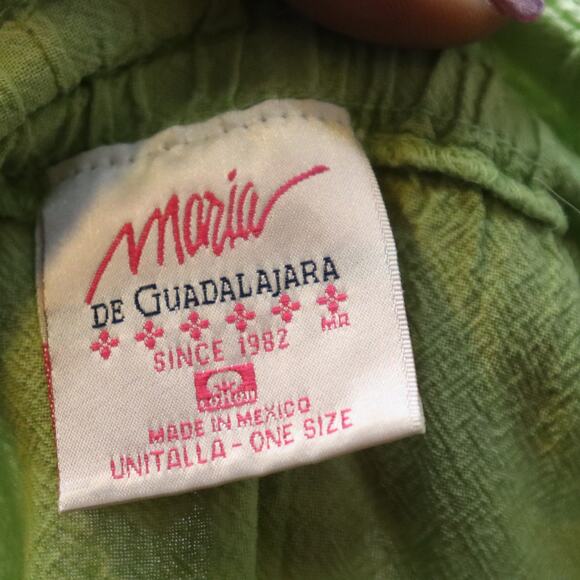 Maria
DE GUADALAJARA
MR
SINCE 1982
cotton
MADE IN MEXICO
UNITALLA - ONE SIZE